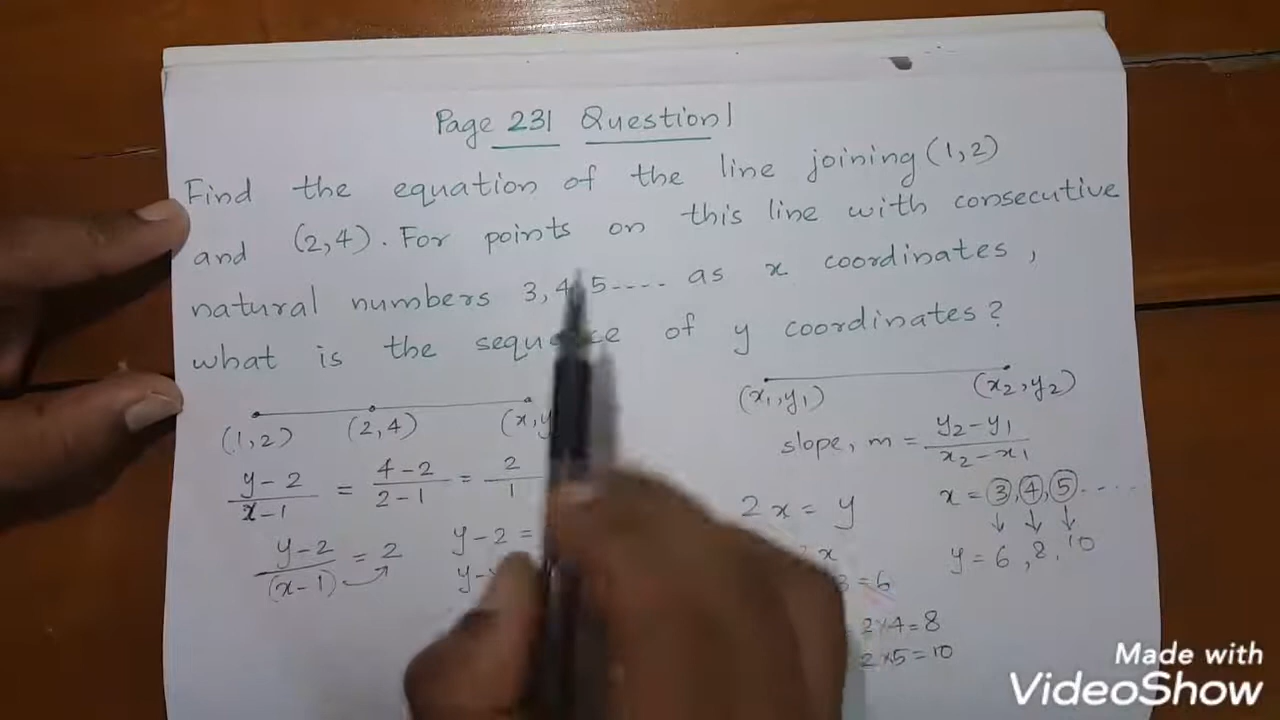 Page 231 Question 1
Find the equation of the line joining (1,2)
and (2,4). For points on this line with consecutive
natural numbers 3, 4, 5---- as x coordinates,
what is the sequence of y coordinates?
(1,2) (2,4) (x,y
(x₁,y₁) (x₂,y₂)
y-2/x-1 = 4-2/2-1 = 2/1
slope, m = y₂-y₁/x₂-x₁
y-2/(x-1) = 2
y-2 =
2x = y
x = 3, 4, 5 ----
y = 6, 8, 10
3 = 6
2×4 = 8
2×5 = 10
Made with
VideoShow